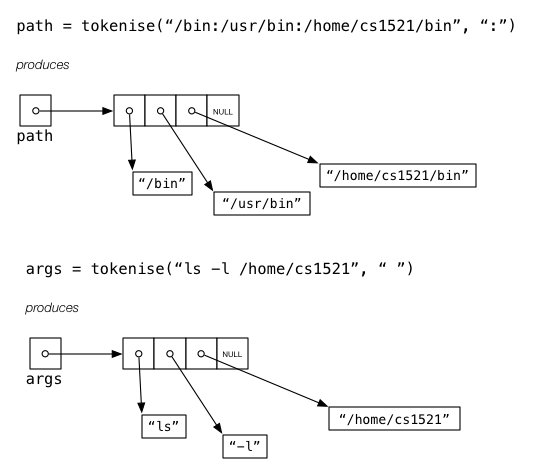 path = tokenise(“/bin:/usr/bin:/home/cs1521/bin”, “:”)
produces
NULL
path
“/bin”
“/home/cs1521/bin”
“/usr/bin”
args = tokenise(“ls -l /home/cs1521”, “ ”)
produces
NULL
args
“ls”
“/home/cs1521”
“-l”